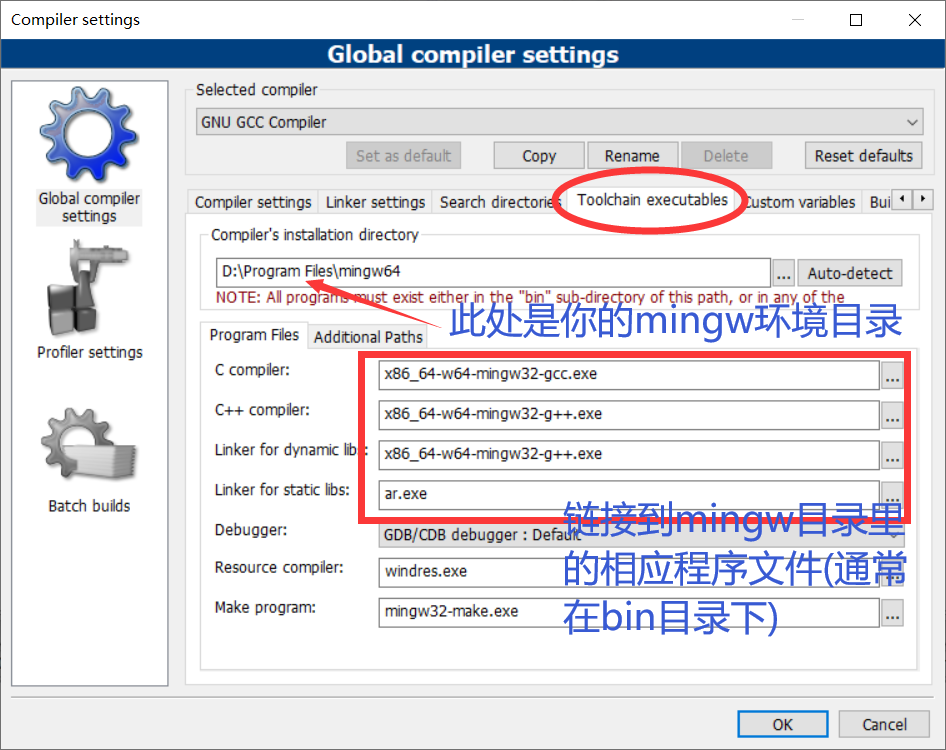 Compiler settings
Global compiler settings
Global compiler
settings
Profiler settings
Batch builds
Selected compiler
GNU GCC Compiler
Set as default
Copy
Rename
Delete
Reset defaults
Compiler settings
Linker settings
Search directories
Toolchain executables
Custom variables
Bui
Compiler's installation directory
D:\Program Files\mingw64
...
Auto-detect
NOTE: All programs must exist either in the "bin" sub-directory of this path, or in any of the
此处是你的mingw环境目录
Program Files
Additional Paths
C compiler:
x86_64-w64-mingw32-gcc.exe
...
C++ compiler:
x86_64-w64-mingw32-g++.exe
...
Linker for dynamic libs:
x86_64-w64-mingw32-g++.exe
...
Linker for static libs:
ar.exe
...
链接到mingw目录里
的相应程序文件(通常
在bin目录下)
Debugger:
GDB/CDB debugger : Default
Resource compiler:
windres.exe
...
Make program:
mingw32-make.exe
...
OK
Cancel